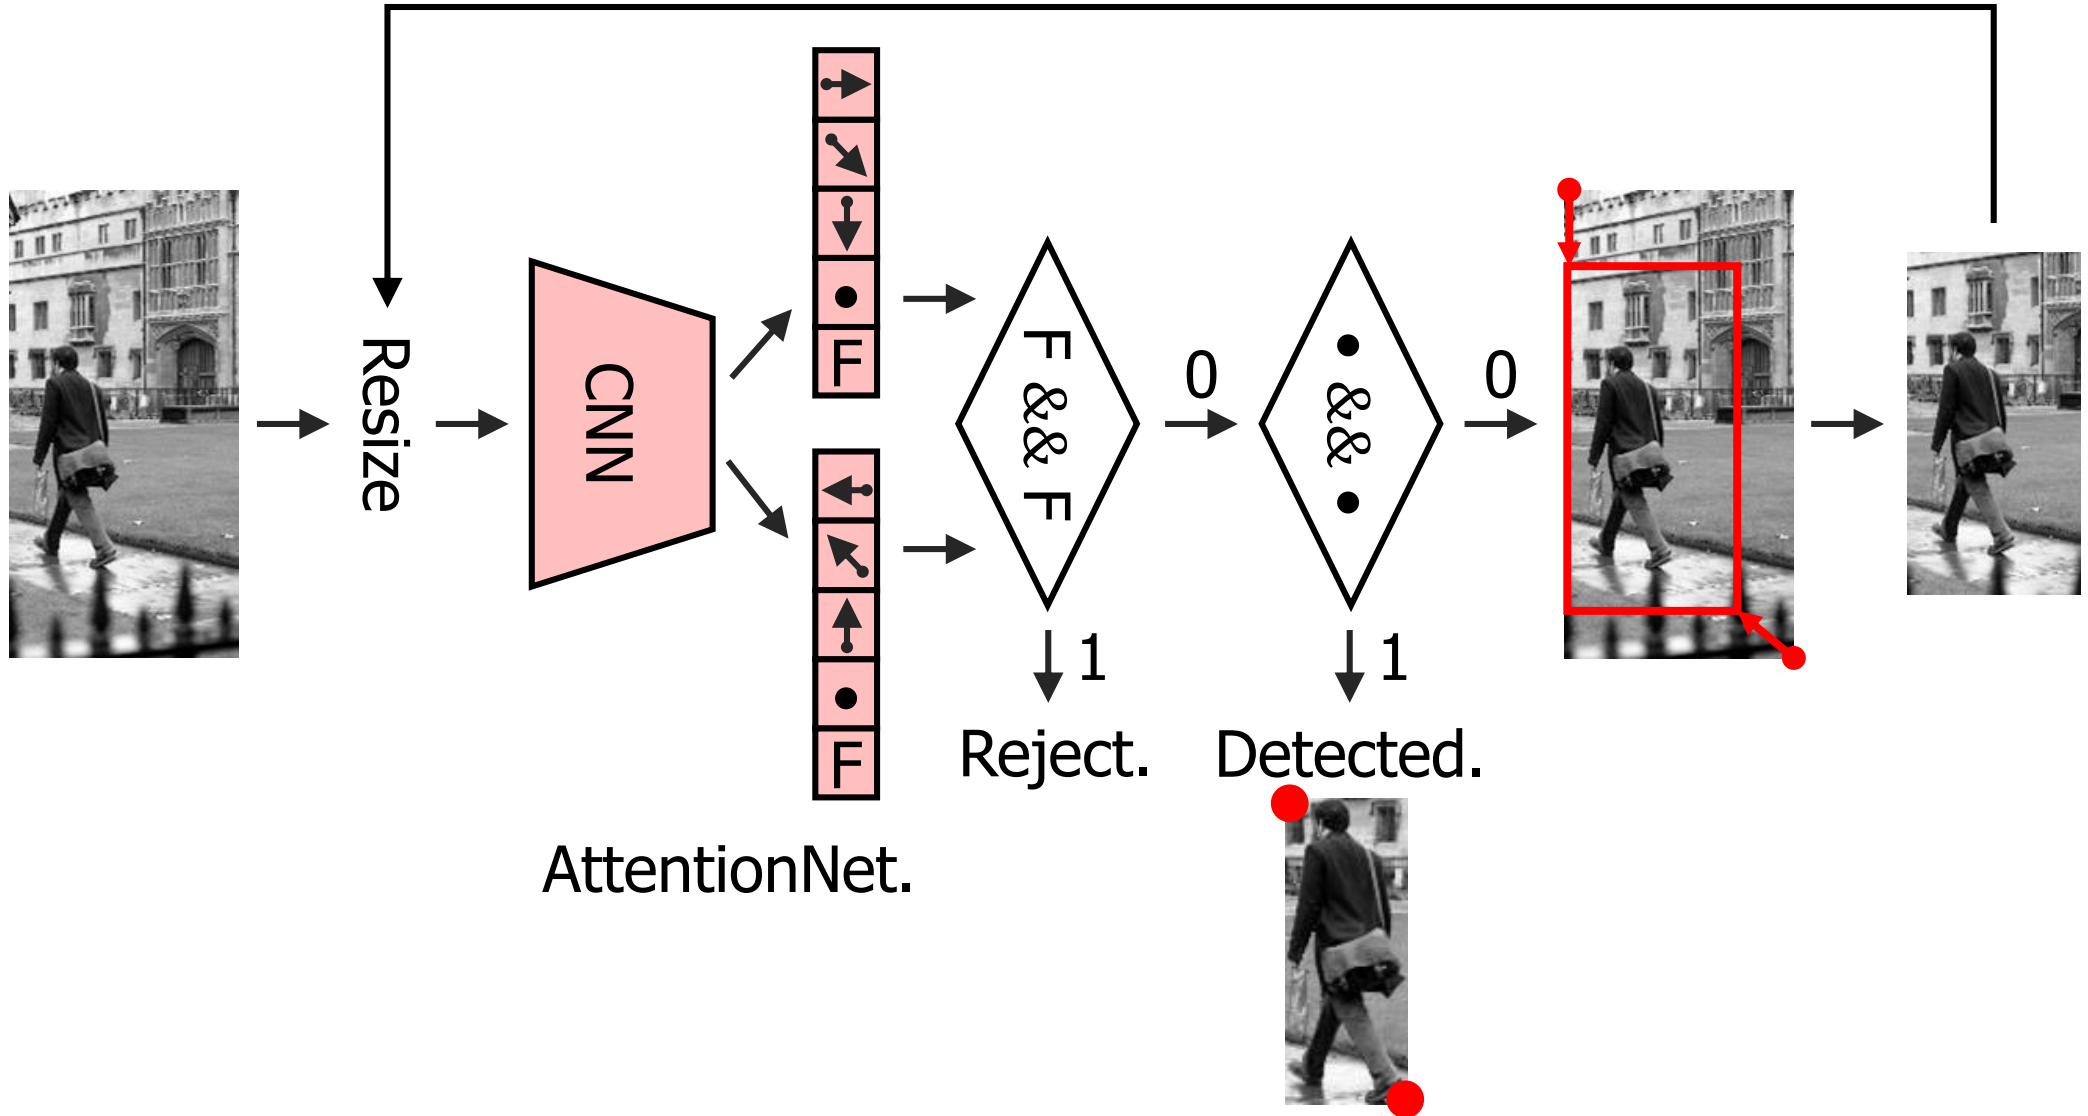 Resize
CNN
F
F
F && F
0
1
Reject.
• && •
0
1
Detected.
AttentionNet.